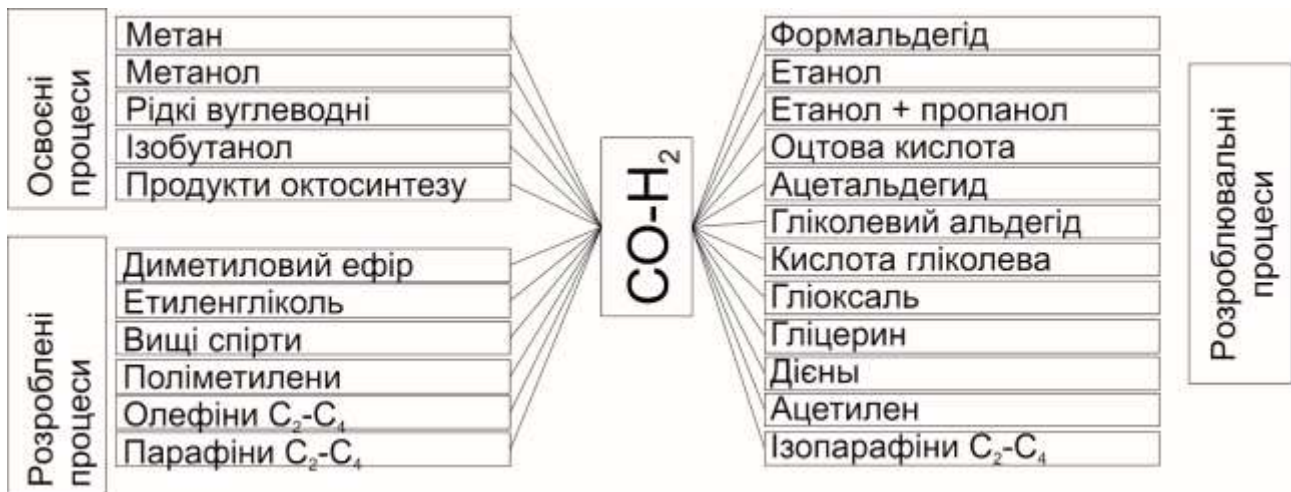 Освоєні
процеси
Метан
Метанол
Рідкі вуглеводні
Ізобутанол
Продукти октосинтезу
Розроблені
процеси
Диметиловий ефір
Етиленгліколь
Вищі спірти
Поліметилени
Олефіни C₂-C₄
Парафіни C₂-C₄
CO-H₂
Формальдегід
Етанол
Етанол + пропанол
Оцтова кислота
Ацетальдегид
Гліколевий альдегід
Кислота гліколева
Гліоксаль
Гліцерин
Дієны
Ацетилен
Ізопарафіни C₂-C₄
Розроблювальні
процеси